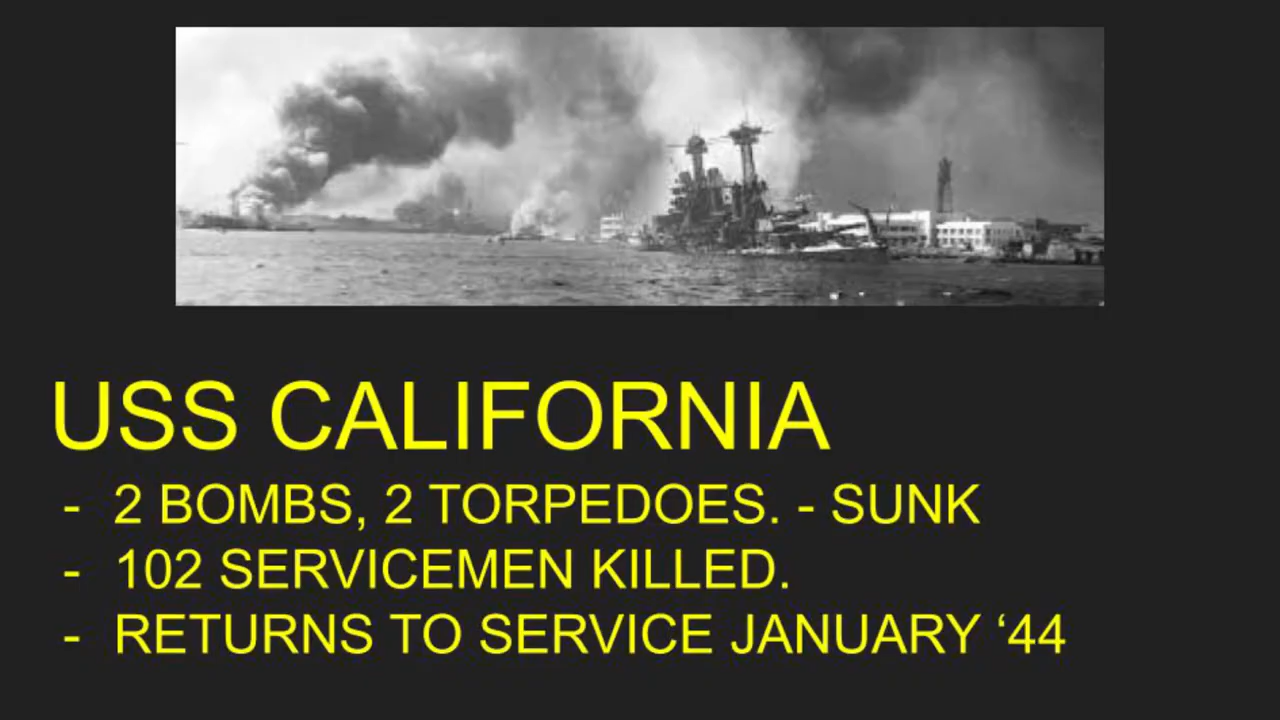 USS CALIFORNIA
- 2 BOMBS, 2 TORPEDOES. - SUNK
- 102 SERVICEMEN KILLED.
- RETURNS TO SERVICE JANUARY ‘44